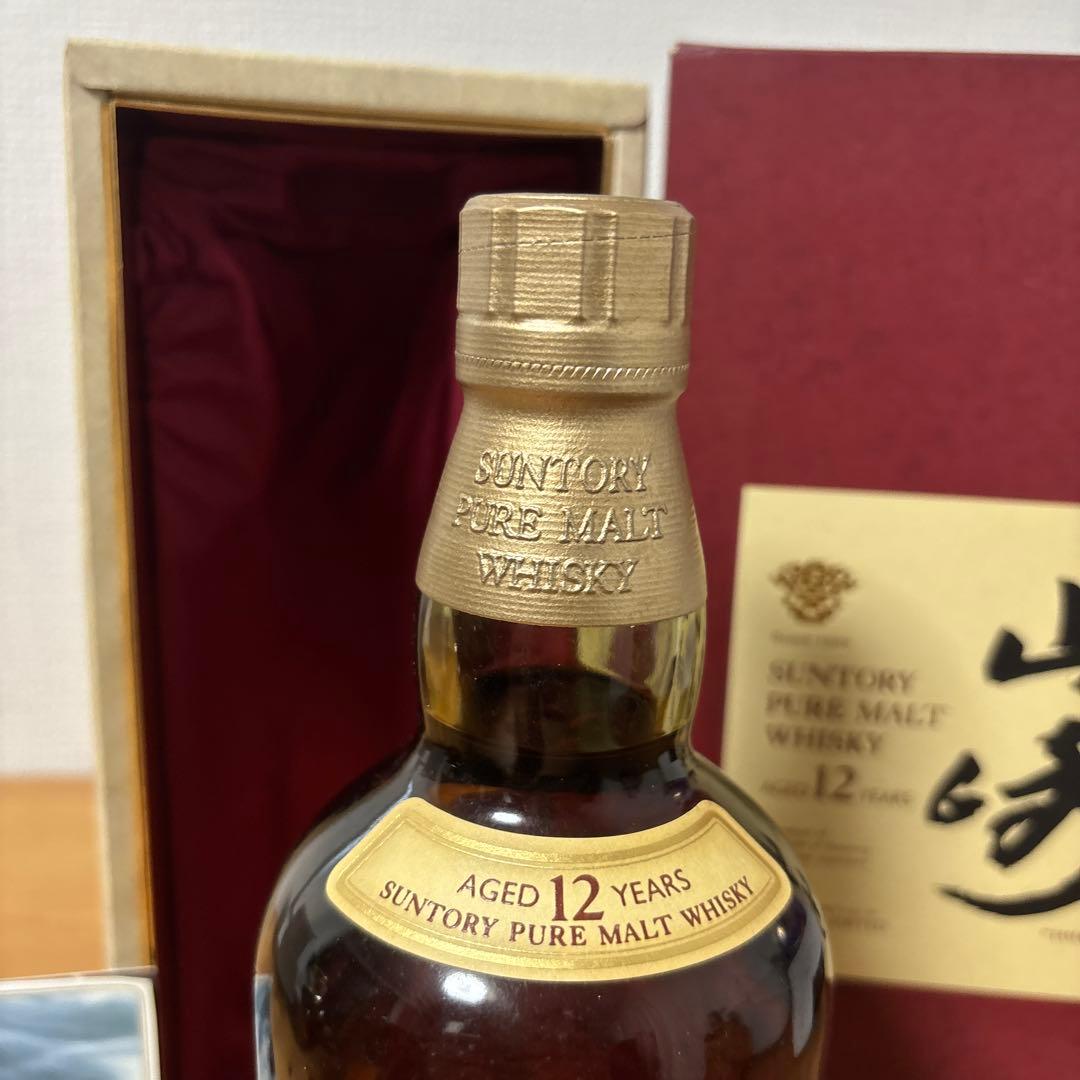 SUNTORY
PURE MALT
WHISKY
AGED 12 YEARS
SUNTORY PURE MALT WHISKY
SUNTORY
PURE MALT
WHISKY
AGED 12 YEARS
山崎